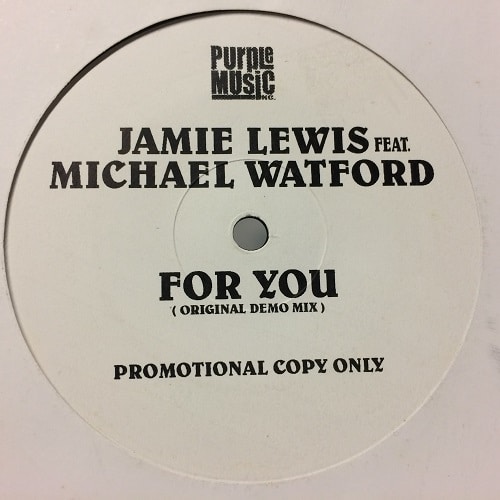 PURPLE
MUSIC
INC.
JAMIE LEWIS FEAT.
MICHAEL WATFORD
FOR YOU
( ORIGINAL DEMO MIX )
PROMOTIONAL COPY ONLY